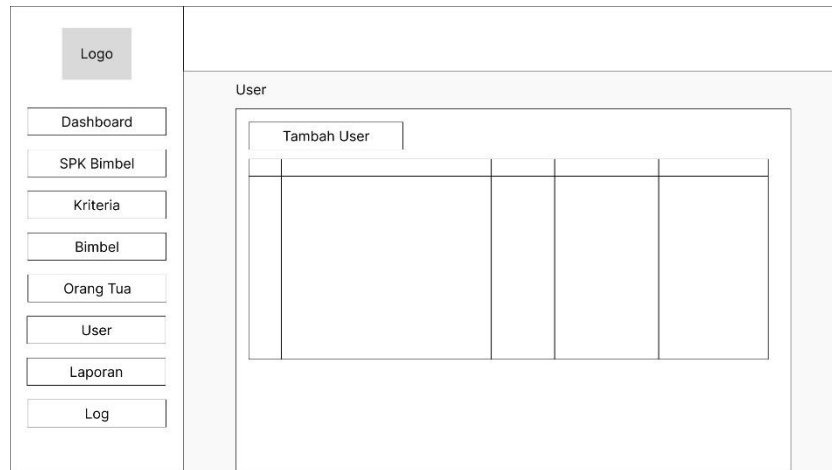 Logo
Dashboard
SPK Bimbel
Kriteria
Bimbel
Orang Tua
User
Laporan
Log
User
Tambah User